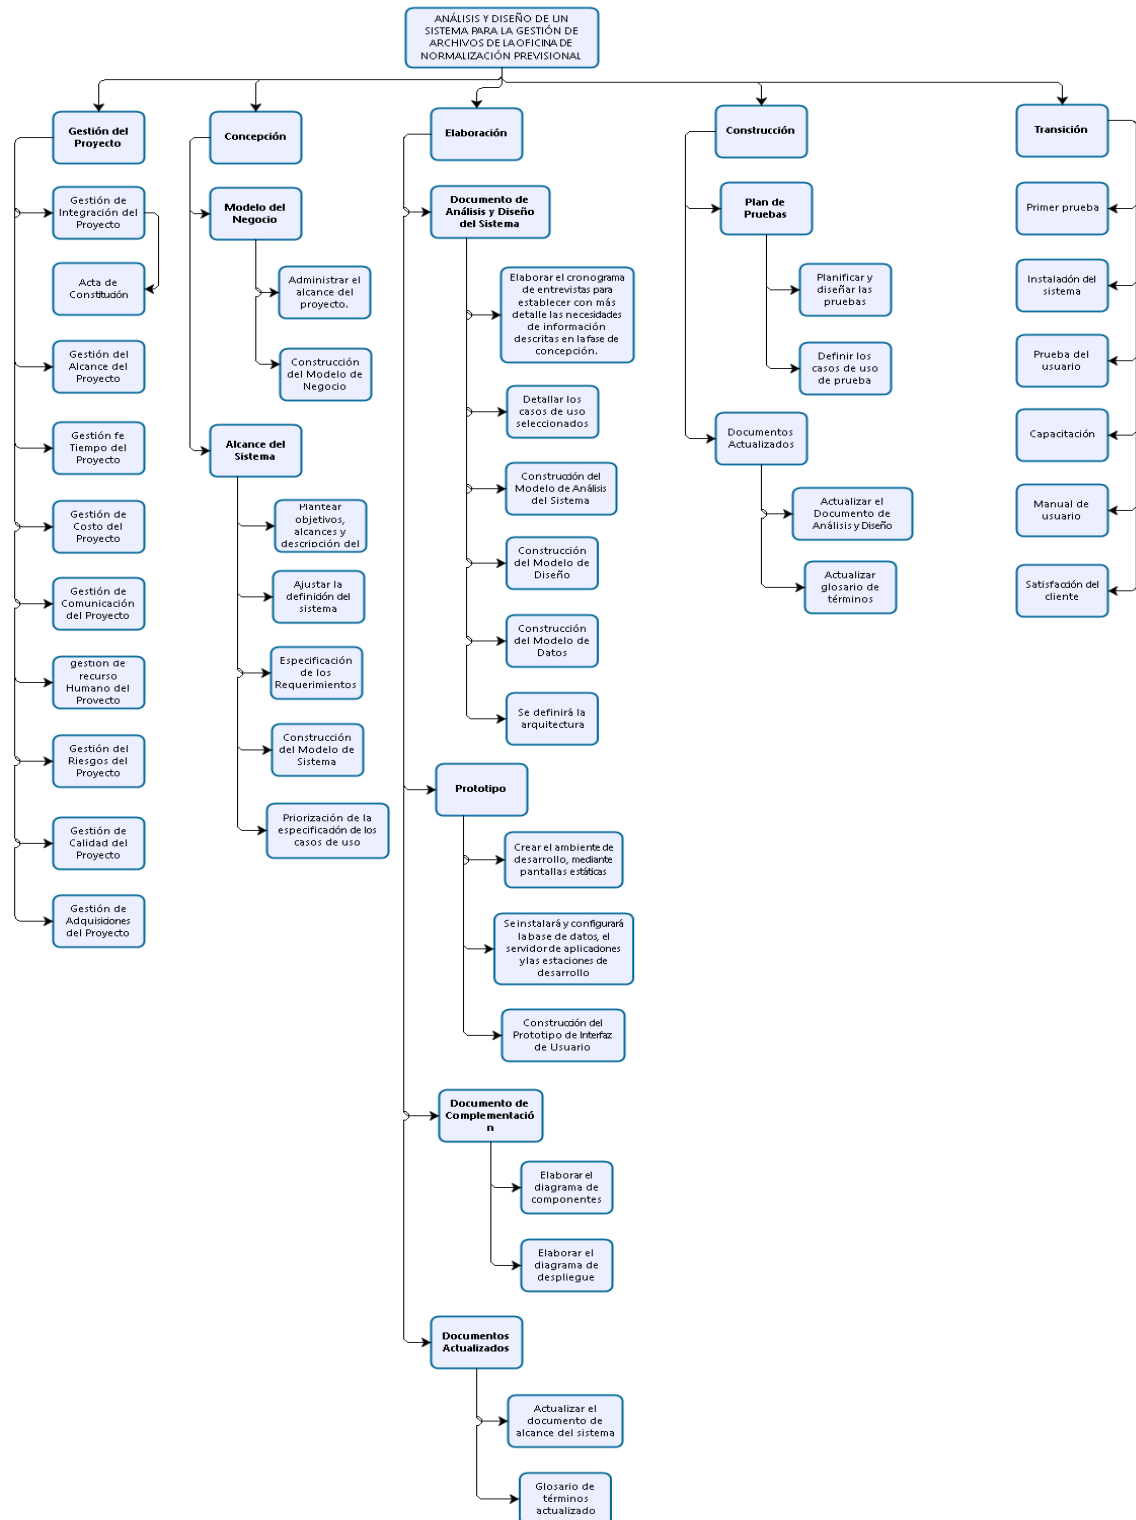 ANÁLISIS Y DISEÑO DE UN
SISTEMA PARA LA GESTIÓN DE
ARCHIVOS DE LA OFICINA DE
NORMALIZACIÓN PREVISIONAL
Gestión del
Proyecto
Gestión de
Integración del
Proyecto
Acta de
Constitución
Gestión del
Alcance del
Proyecto
Gestión fe
Tiempo del
Proyecto
Gestión de
Costo del
Proyecto
Gestión de
Comunicación
del Proyecto
gestion de
recurso
Humano del
Proyecto
Gestión del
Riesgos del
Proyecto
Gestión de
Calidad del
Proyecto
Gestión de
Adquisiciones
del Proyecto
Concepción
Modelo del
Negocio
Administrar el
alcance del
proyecto.
Construcción
del Modelo de
Negocio
Alcance del
Sistema
Plantear
objetivos,
alcances y
descripción del
Ajustar la
definición del
sistema
Especificación
de los
Requerimientos
Construcción
del Modelo de
Sistema
Priorización de la
especificación de los
casos de uso
Elaboración
Documento de
Análisis y Diseño
del Sistema
Elaborar el cronograma
de entrevistas para
establecer con más
detalle las necesidades
de información
descritas en la fase de
concepción.
Detallar los
casos de uso
seleccionados
Construcción del
Modelo de Análisis
del Sistema
Construcción
del Modelo de
Diseño
Construcción
del Modelo de
Datos
Se definirá la
arquitectura
Prototipo
Crear el ambiente de
desarrollo, mediante
pantallas estáticas
Se instalará y configurará
la base de datos, el
servidor de aplicaciones
y las estaciones de
desarrollo
Construcción del
Prototipo de Interfaz
de Usuario
Documento de
Complementació
n
Elaborar el
diagrama de
componentes
Elaborar el
diagrama de
despliegue
Documentos
Actualizados
Actualizar el
documento de
alcance del sistema
Glosario de
términos
actualizado
Construcción
Plan de
Pruebas
Planificar y
diseñar las
pruebas
Definir los
casos de uso
de prueba
Documentos
Actualizados
Actualizar el
Documento de
Análisis y Diseño
Actualizar
glosario de
términos
Transición
Primer prueba
Instalación del
sistema
Prueba del
usuario
Capacitación
Manual de
usuario
Satisfacción del
cliente